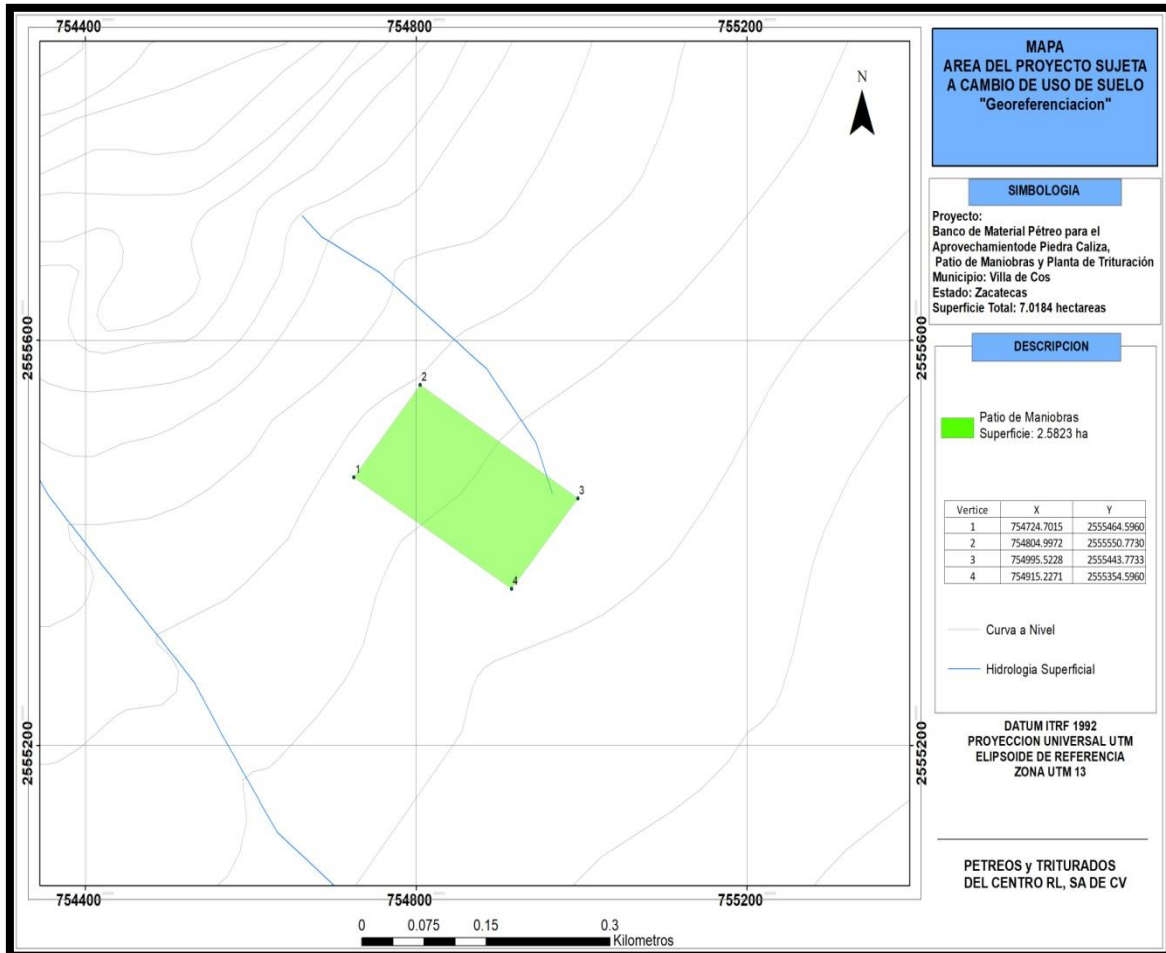 754400
754800
755200
2555600
2555200
2555600
2555200
N
2
1
3
4
754400
754800
755200
0
0.075
0.15
0.3
Kilometros
MAPA
AREA DEL PROYECTO SUJETA
A CAMBIO DE USO DE SUELO
"Georeferenciacion"
SIMBOLOGIA
Proyecto:
Banco de Material Pétreo para el
Aprovechamientode Piedra Caliza,
Patio de Maniobras y Planta de Trituración
Municipio: Villa de Cos
Estado: Zacatecas
Superficie Total: 7.0184 hectareas
DESCRIPCION
Patio de Maniobras
Superficie: 2.5823 ha
Vertice X Y
1 754724.7015 2555464.5960
2 754804.9972 2555550.7730
3 754995.5228 2555443.7733
4 754915.2271 2555354.5960
Curva a Nivel
Hidrologia Superficial
DATUM ITRF 1992
PROYECCION UNIVERSAL UTM
ELIPSOIDE DE REFERENCIA
ZONA UTM 13
PETREOS y TRITURADOS
DEL CENTRO RL, SA DE CV